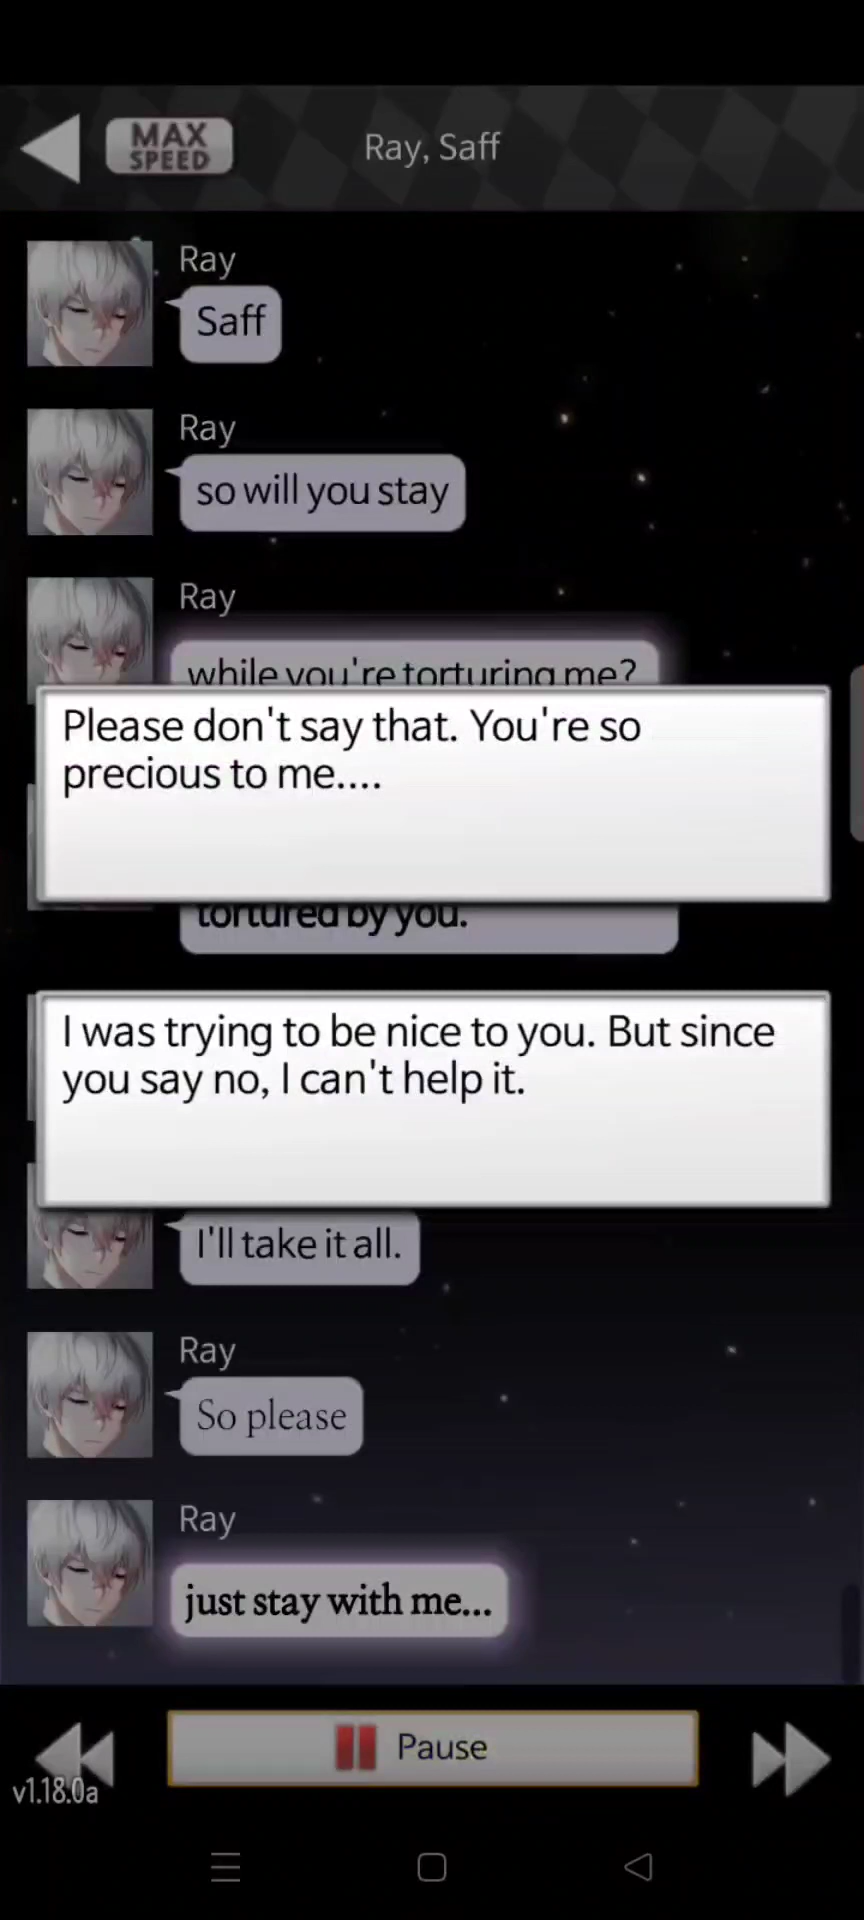 MAX
SPEED
Ray, Saff
Ray
Saff
Ray
so will you stay
Ray
while you're torturing me?
Please don't say that. You're so
precious to me....
tortured by you.
I was trying to be nice to you. But since
you say no, I can't help it.
I'll take it all.
Ray
So please
Ray
just stay with me...
Pause
v1.18.0a